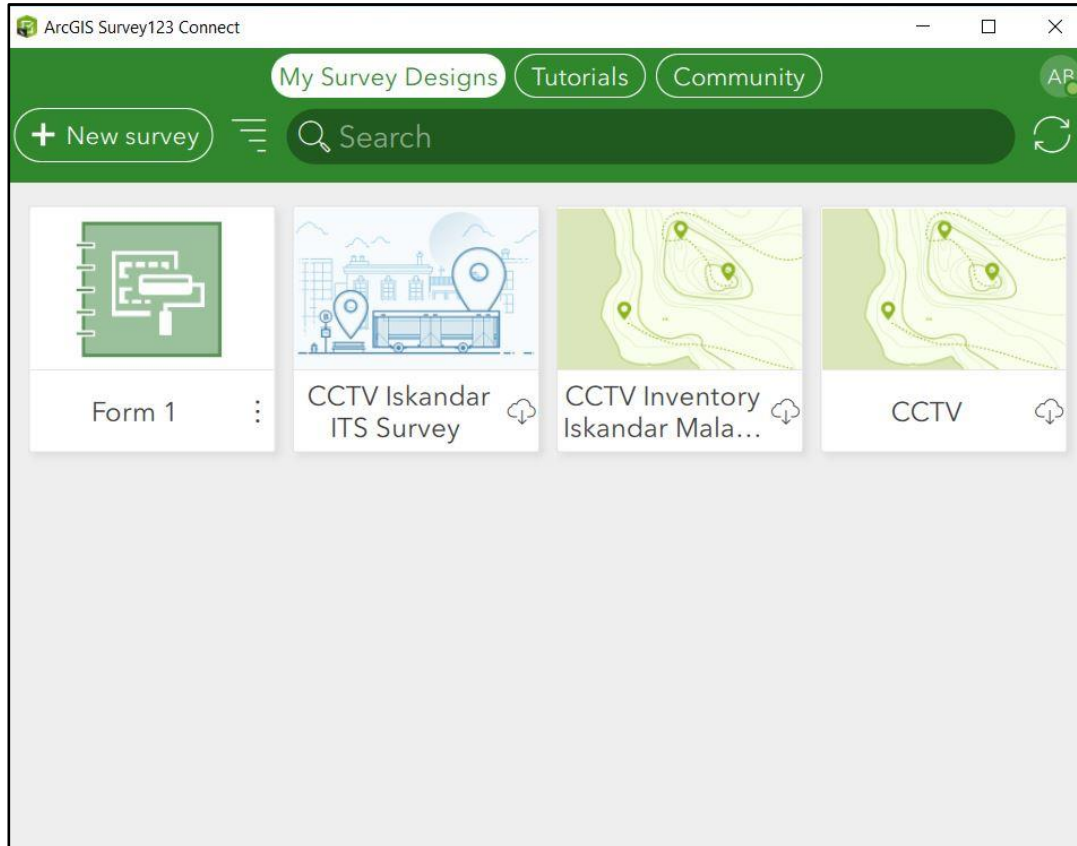 ArcGIS Survey123 Connect
My Survey Designs
Tutorials
Community
AB
+ New survey
Search
Form 1
CCTV Iskandar
ITS Survey
CCTV Inventory
Iskandar Mala...
CCTV